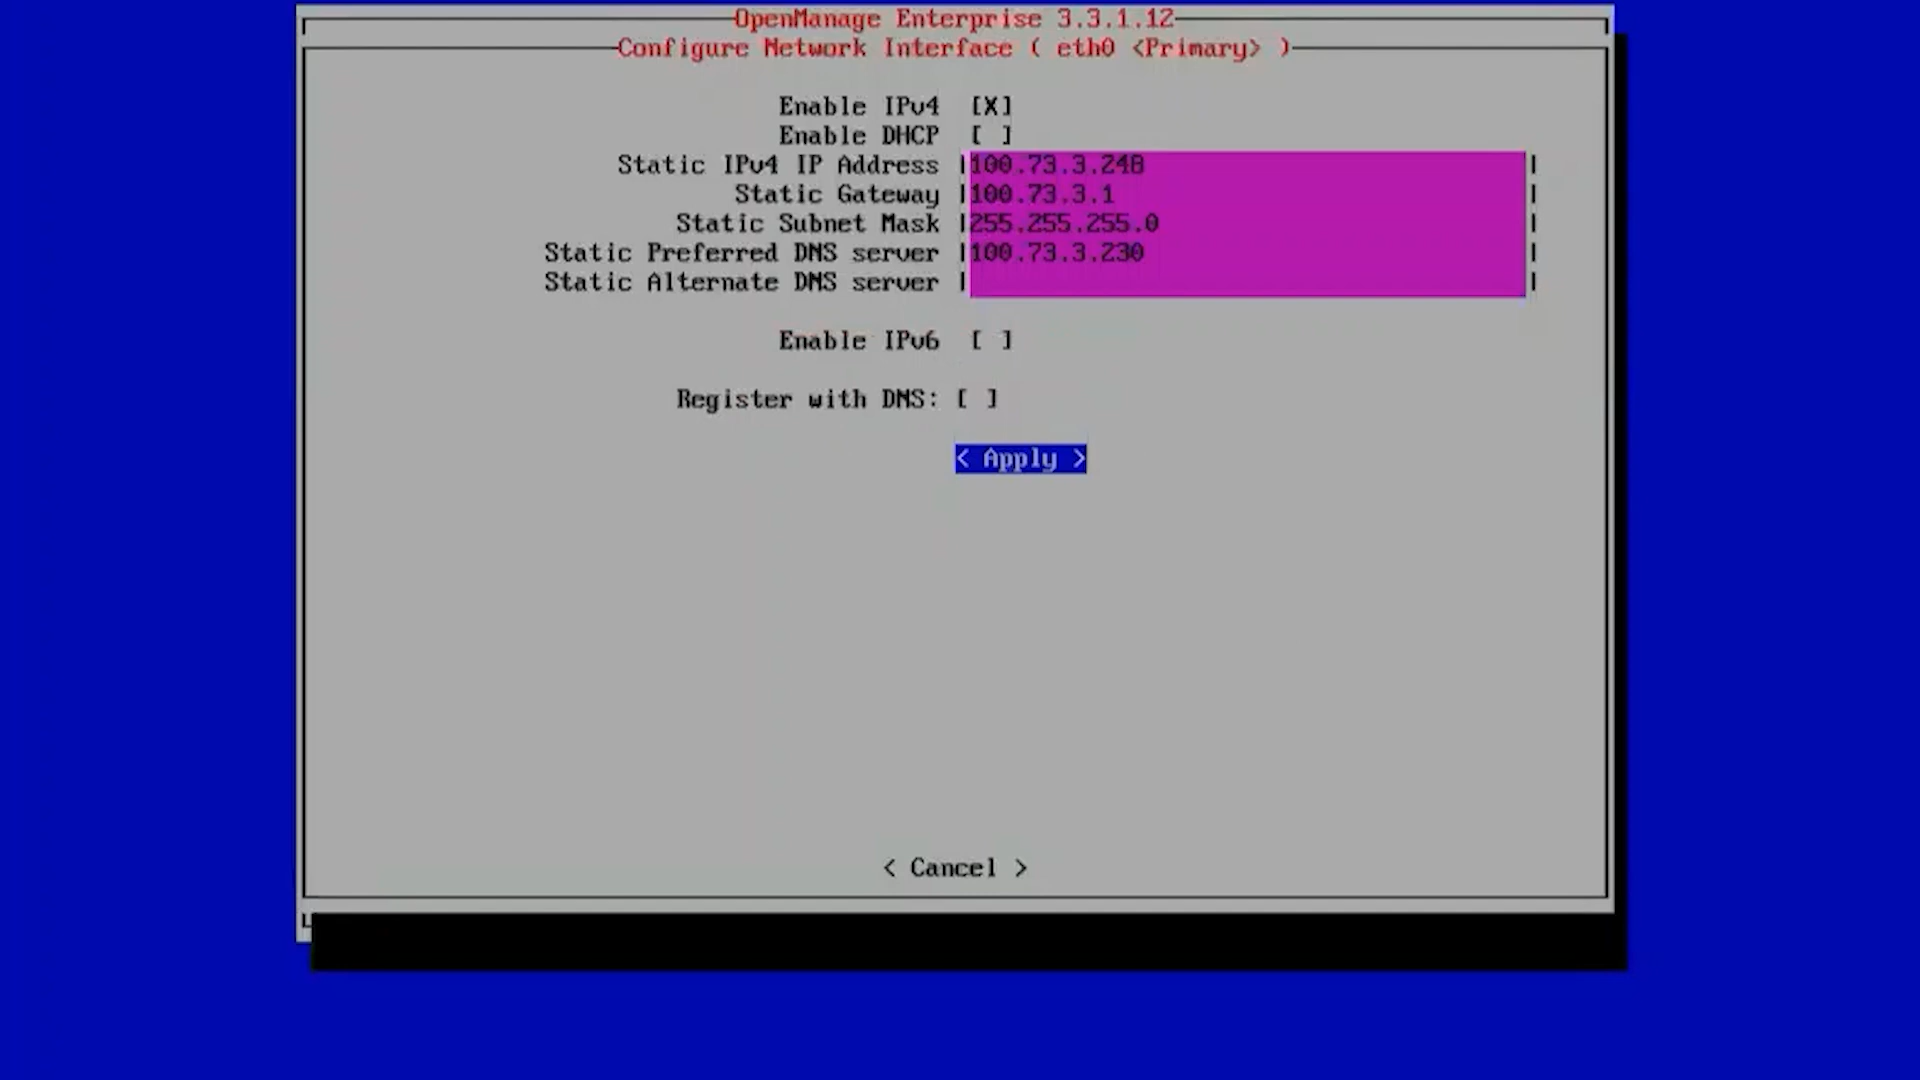 OpenManage Enterprise 3.3.1.12
Configure Network Interface ( eth0 <Primary> )
Enable IPv4 [X]
Enable DHCP [ ]
Static IPv4 IP Address |100.73.3.248 |
Static Gateway |100.73.3.1 |
Static Subnet Mask |255.255.255.0 |
Static Preferred DNS server |100.73.3.230 |
Static Alternate DNS server | |
Enable IPv6 [ ]
Register with DNS: [ ]
< Apply >
< Cancel >